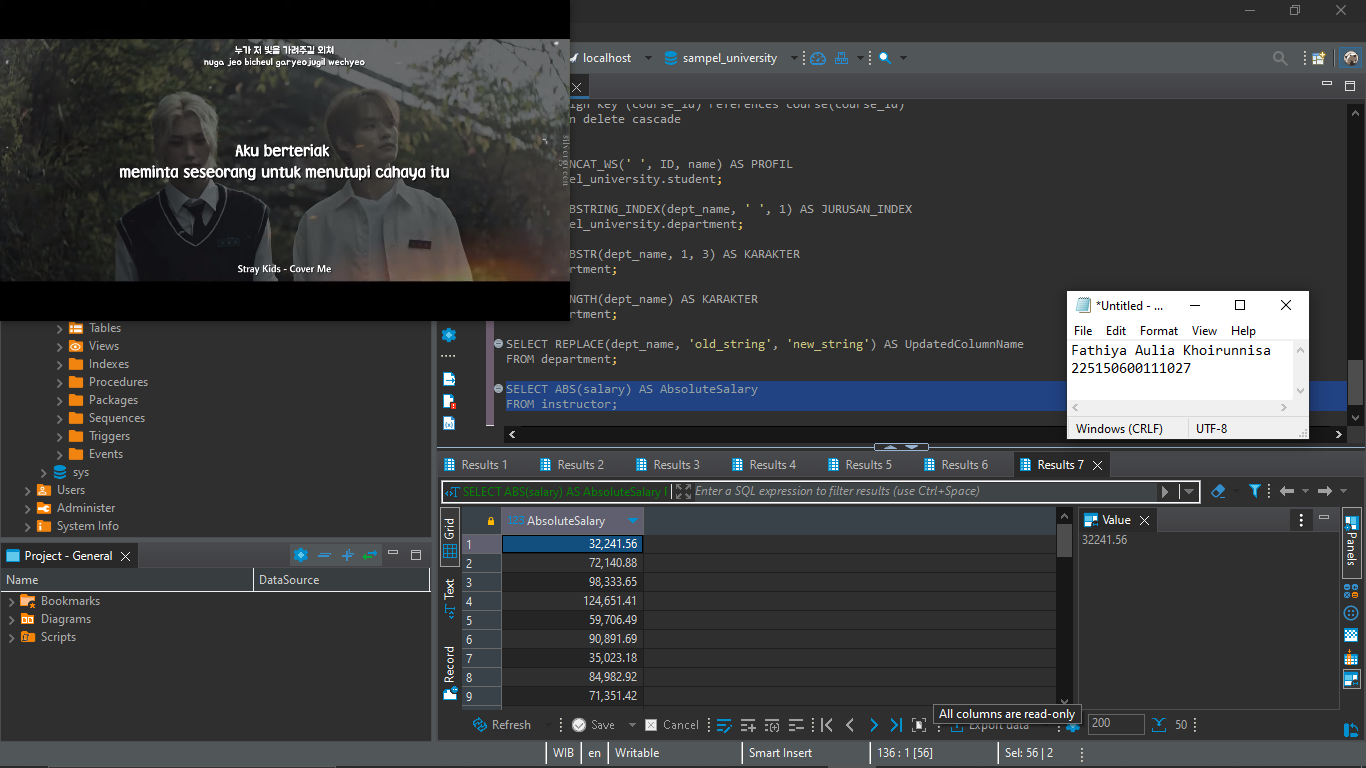 누가 저 빛을 가려주길 외쳐
nuga jeo bicheul garyeojugil wechyeo
Aku berteriak
meminta seseorang untuk menutupi cahaya itu
Stray Kids - Cover Me
localhost
sampel_university
ign key (course_id) references course(course_id)
n delete cascade
NCAT_WS(' ', ID, name) AS PROFIL
el_university.student;
BSTRING_INDEX(dept_name, ' ', 1) AS JURUSAN_INDEX
el_university.department;
BSTR(dept_name, 1, 3) AS KARAKTER
artment;
NGTH(dept_name) AS KARAKTER
artment;
SELECT REPLACE(dept_name, 'old_string', 'new_string') AS UpdatedColumnName
FROM department;
SELECT ABS(salary) AS AbsoluteSalary
FROM instructor;
*Untitled - ...
File Edit Format View Help
Fathiya Aulia Khoirunnisa
225150600111027
Windows (CRLF) UTF-8
Tables
Views
Indexes
Procedures
Packages
Sequences
Triggers
Events
sys
Users
Administer
System Info
Project - General
Name DataSource
Bookmarks
Diagrams
Scripts
Results 1 Results 2 Results 3 Results 4 Results 5 Results 6 Results 7
SELECT ABS(salary) AS AbsoluteSalary Enter a SQL expression to filter results (use Ctrl+Space)
Grid
Text
Record
123 AbsoluteSalary
1 32,241.56
2 72,140.88
3 98,333.65
4 124,651.41
5 59,706.49
6 90,891.69
7 35,023.18
8 84,982.92
9 71,351.42
Value
32241.56
Panels
Refresh Save Cancel Export data 200 50
All columns are read-only
WIB en Writable Smart Insert 136 : 1 [56] Sel: 56 | 2